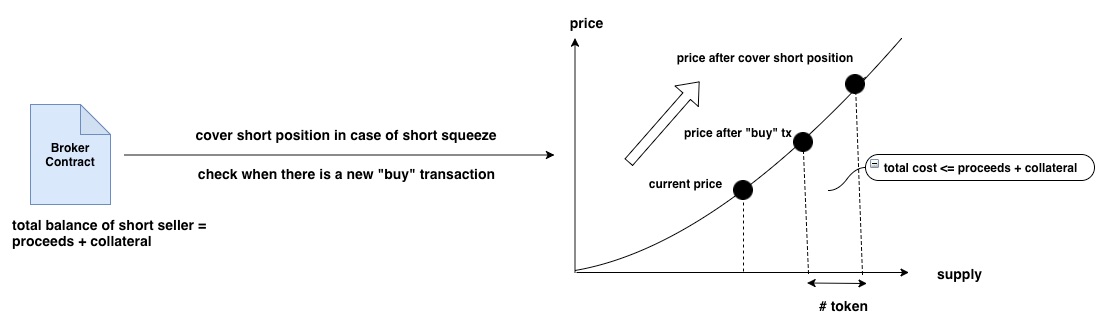 price
price after cover short position
Broker
Contract
cover short position in case of short squeeze
price after "buy" tx
check when there is a new "buy" transaction
total cost <= proceeds + collateral
current price
total balance of short seller =
proceeds + collateral
supply
# token